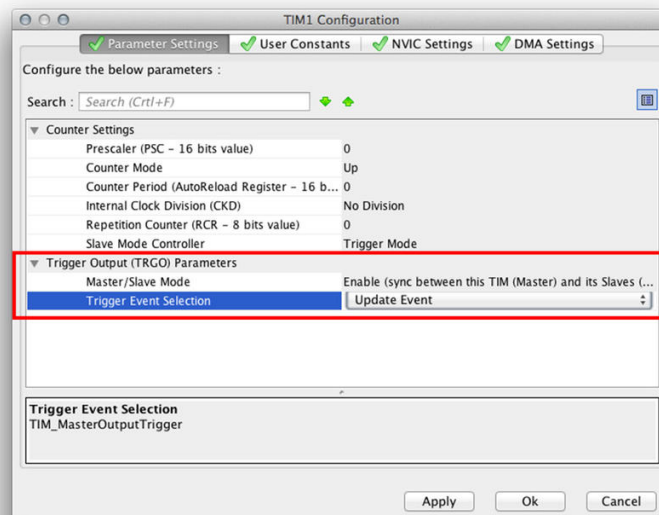 TIM1 Configuration
Parameter Settings User Constants NVIC Settings DMA Settings
Configure the below parameters :
Search : Search (Crtl+F)
Counter Settings
Prescaler (PSC - 16 bits value) 0
Counter Mode Up
Counter Period (AutoReload Register - 16 b... 0
Internal Clock Division (CKD) No Division
Repetition Counter (RCR - 8 bits value) 0
Slave Mode Controller Trigger Mode
Trigger Output (TRGO) Parameters
Master/Slave Mode Enable (sync between this TIM (Master) and its Slaves (...
Trigger Event Selection Update Event
Trigger Event Selection
TIM_MasterOutputTrigger
Apply Ok Cancel